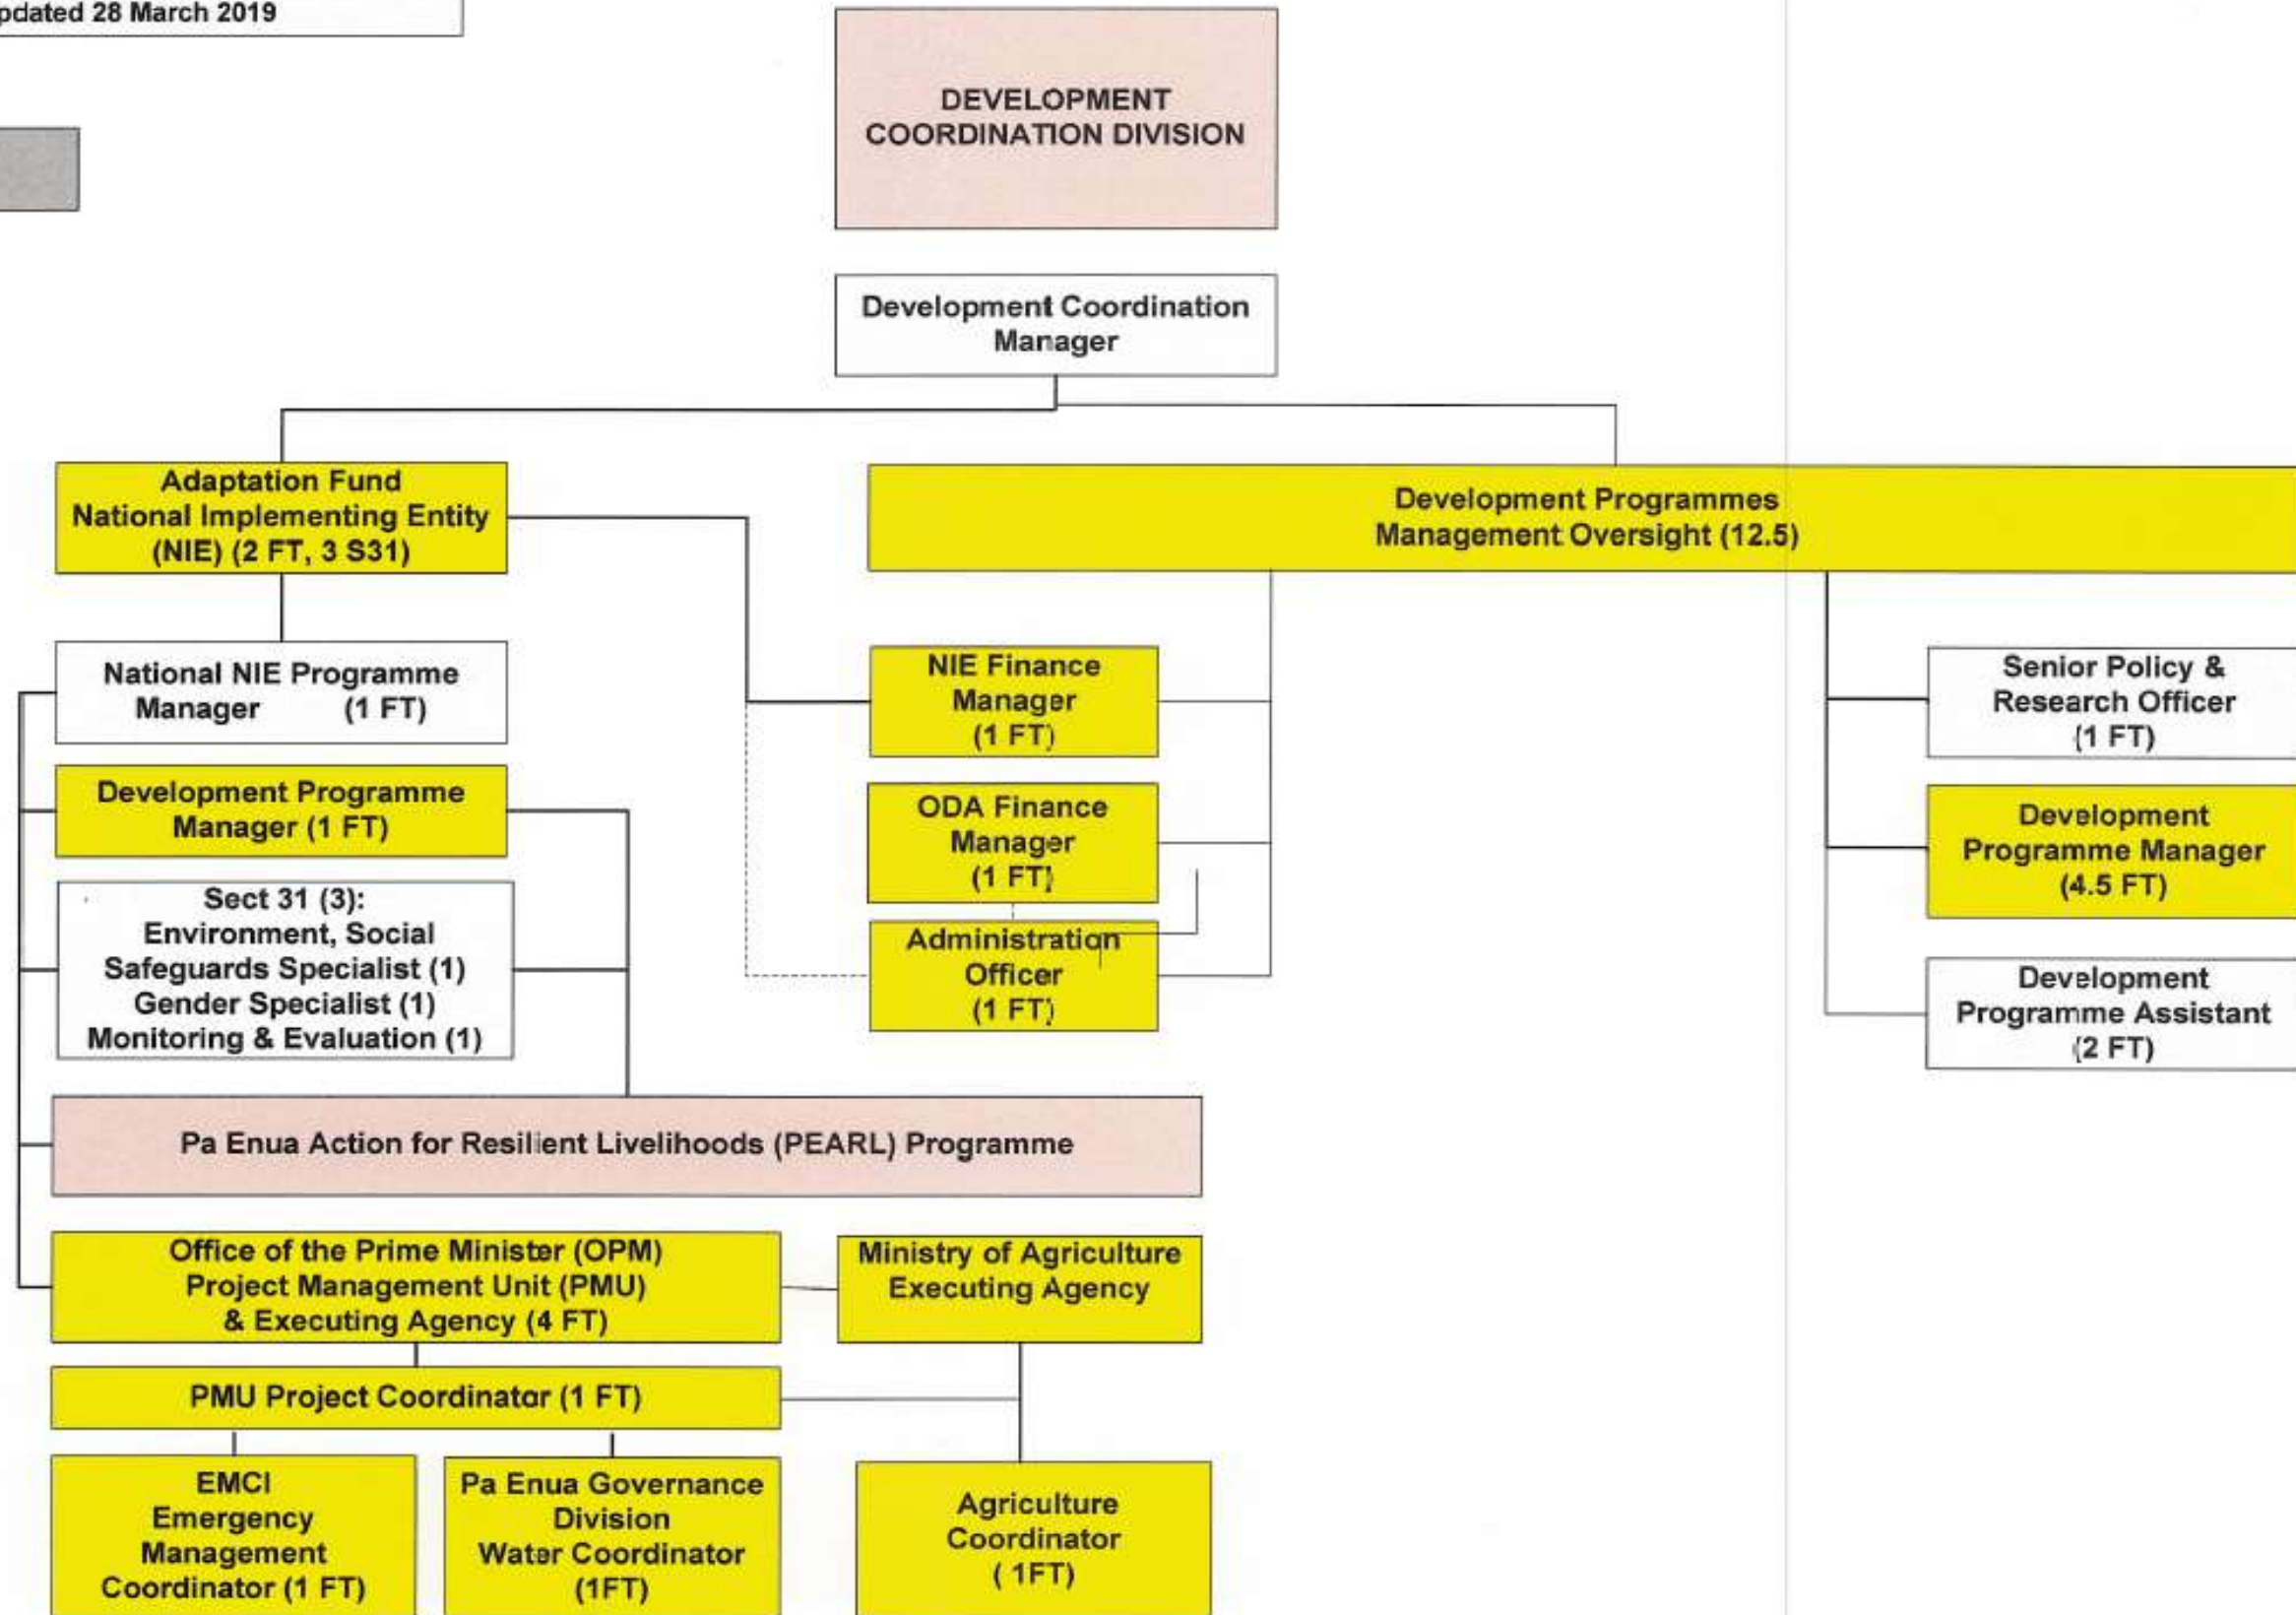 pdated 28 March 2019
DEVELOPMENT
COORDINATION DIVISION
Development Coordination
Manager
Adaptation Fund
National Implementing Entity
(NIE) (2 FT, 3 S31)
Development Programmes
Management Oversight (12.5)
National NIE Programme
Manager (1 FT)
Development Programme
Manager (1 FT)
Sect 31 (3):
Environment, Social
Safeguards Specialist (1)
Gender Specialist (1)
Monitoring & Evaluation (1)
NIE Finance
Manager
(1 FT)
ODA Finance
Manager
(1 FT)
Administration
Officer
(1 FT)
Senior Policy &
Research Officer
(1 FT)
Development
Programme Manager
(4.5 FT)
Development
Programme Assistant
(2 FT)
Pa Enua Action for Resilient Livelihoods (PEARL) Programme
Office of the Prime Minister (OPM)
Project Management Unit (PMU)
& Executing Agency (4 FT)
Ministry of Agriculture
Executing Agency
PMU Project Coordinator (1 FT)
EMCI
Emergency
Management
Coordinator (1 FT)
Pa Enua Governance
Division
Water Coordinator
(1FT)
Agriculture
Coordinator
( 1FT)